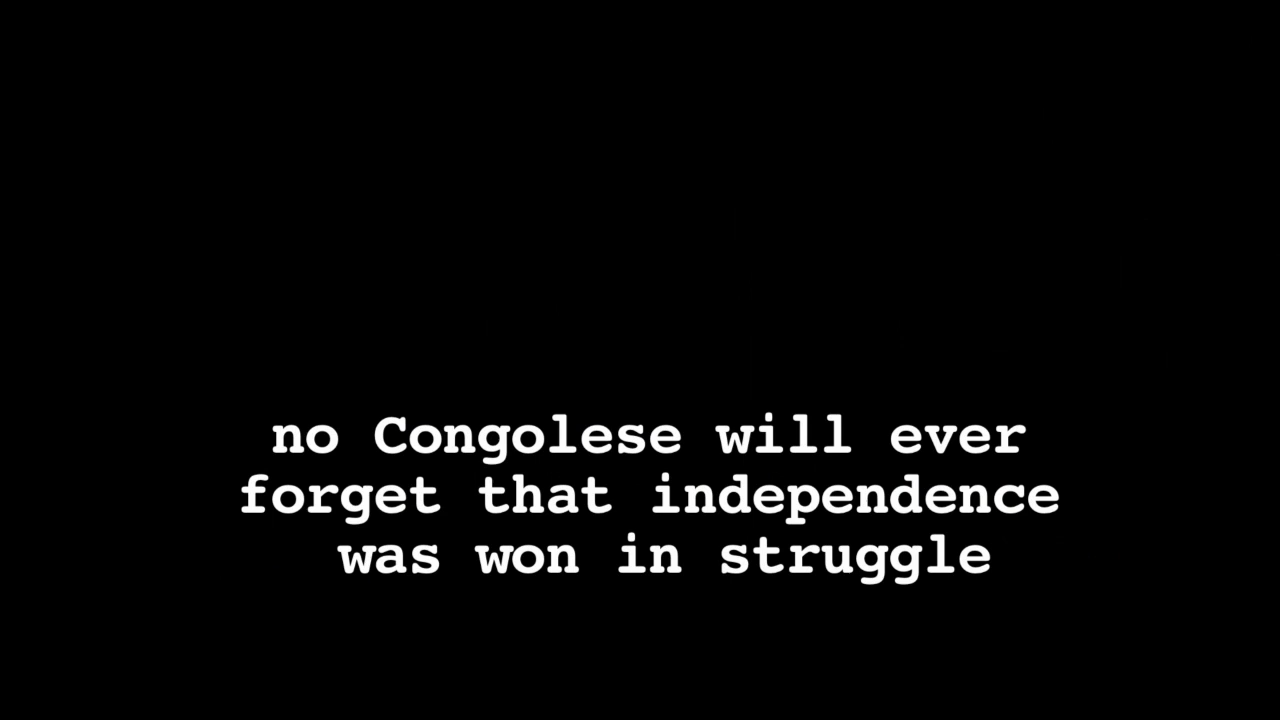 no Congolese will ever
forget that independence
was won in struggle